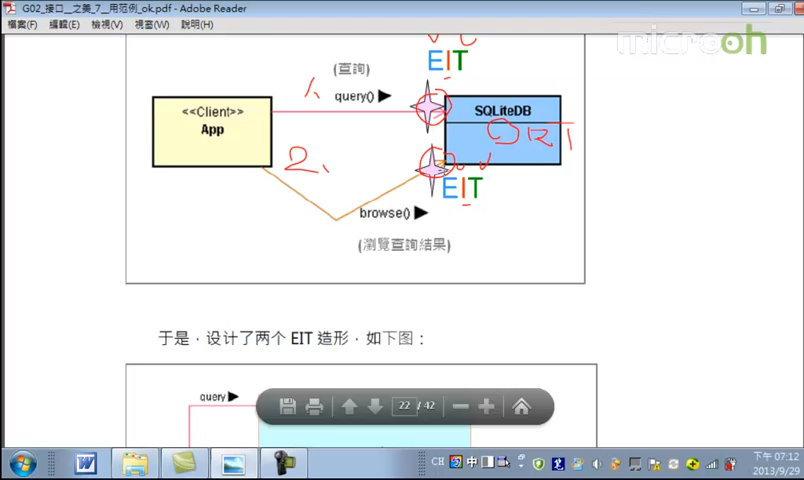 G02_接口__之美_7__用范例_ok.pdf - Adobe Reader
檔案(F) 編輯(E) 檢視(V) 視窗(W) 說明(H)
microoh
EIT
(查詢)
1、
query()
<<Client>>
App
SQLiteDB
ORT
2、
EIT
browse()
(瀏覽查詢結果)
于是，设计了两个 EIT 造形，如下图：
query
22 / 42
CH 中
下午 07:12
2013/9/29